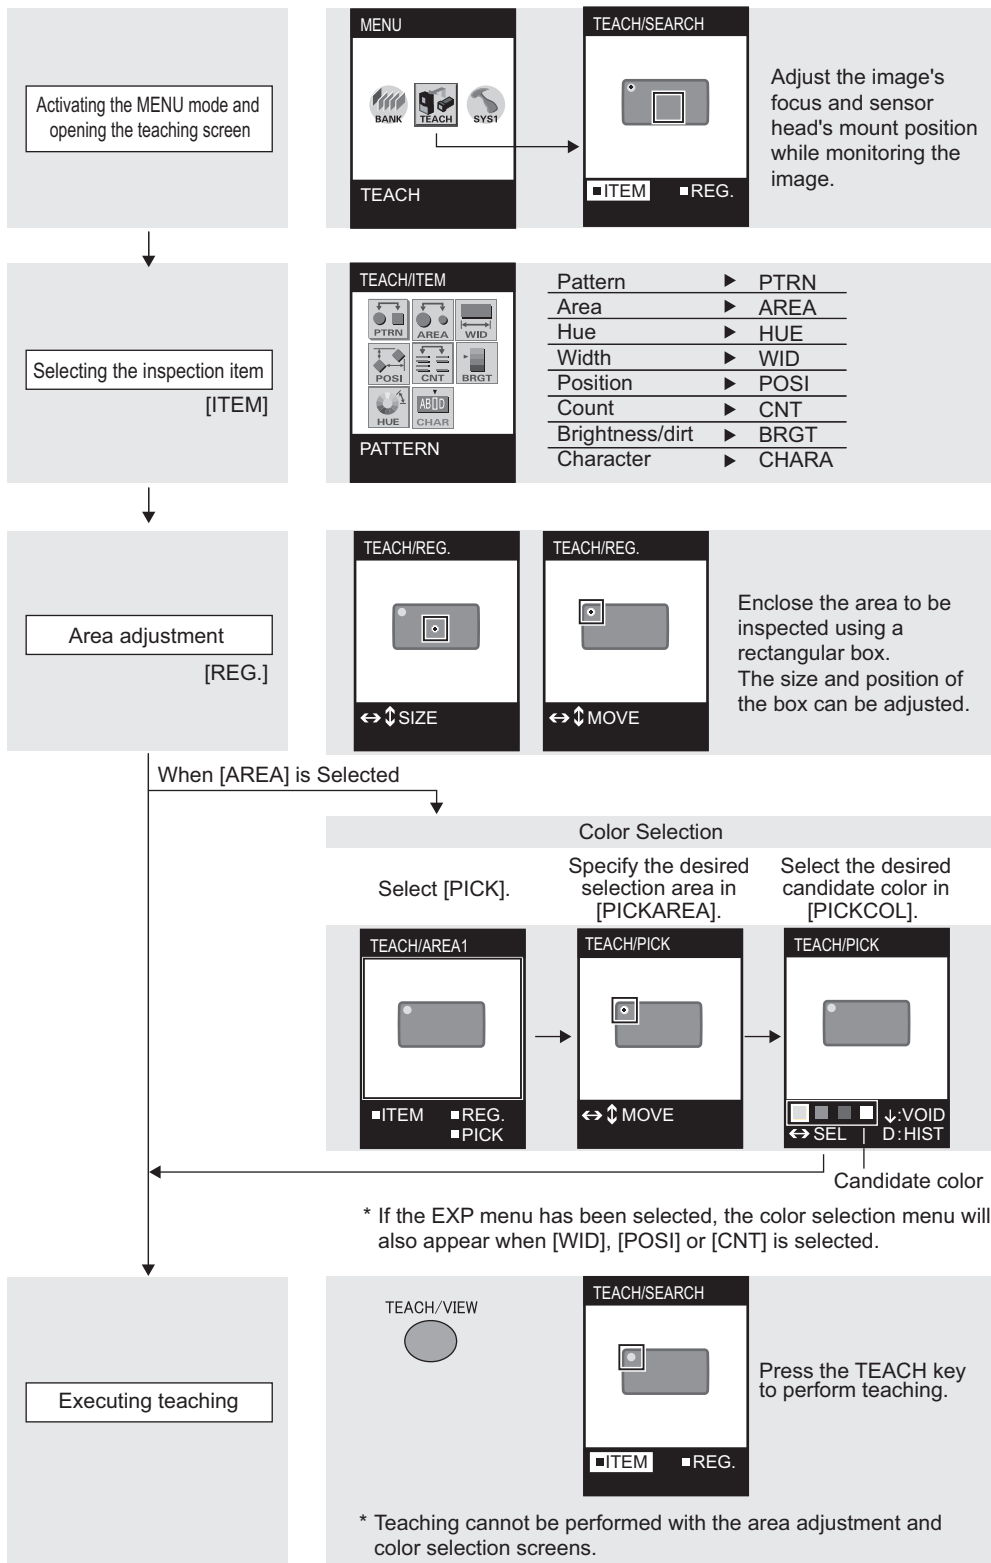 MENU
TEACH/SEARCH
Activating the MENU mode and
opening the teaching screen
BANK
TEACH
SYS1
Adjust the image's
focus and sensor
head's mount position
while monitoring the
image.
TEACH
■ITEM ■REG.
TEACH/ITEM
PTRN AREA WID
POSI CNT BRGT
HUE CHAR
AB▯D
PATTERN
Selecting the inspection item
[ITEM]
Pattern ▶ PTRN
Area ▶ AREA
Hue ▶ HUE
Width ▶ WID
Position ▶ POSI
Count ▶ CNT
Brightness/dirt ▶ BRGT
Character ▶ CHARA
Area adjustment
[REG.]
TEACH/REG.
↔↕SIZE
TEACH/REG.
↔↕MOVE
Enclose the area to be
inspected using a
rectangular box.
The size and position of
the box can be adjusted.
When [AREA] is Selected
Color Selection
Select [PICK].
Specify the desired
selection area in
[PICKAREA].
Select the desired
candidate color in
[PICKCOL].
TEACH/AREA1
■ITEM ■REG.
■PICK
TEACH/PICK
↔↕MOVE
TEACH/PICK
↓:VOID
↔ SEL D:HIST
Candidate color
* If the EXP menu has been selected, the color selection menu will
also appear when [WID], [POSI] or [CNT] is selected.
Executing teaching
TEACH/VIEW
TEACH/SEARCH
■ITEM ■REG.
Press the TEACH key
to perform teaching.
* Teaching cannot be performed with the area adjustment and
color selection screens.